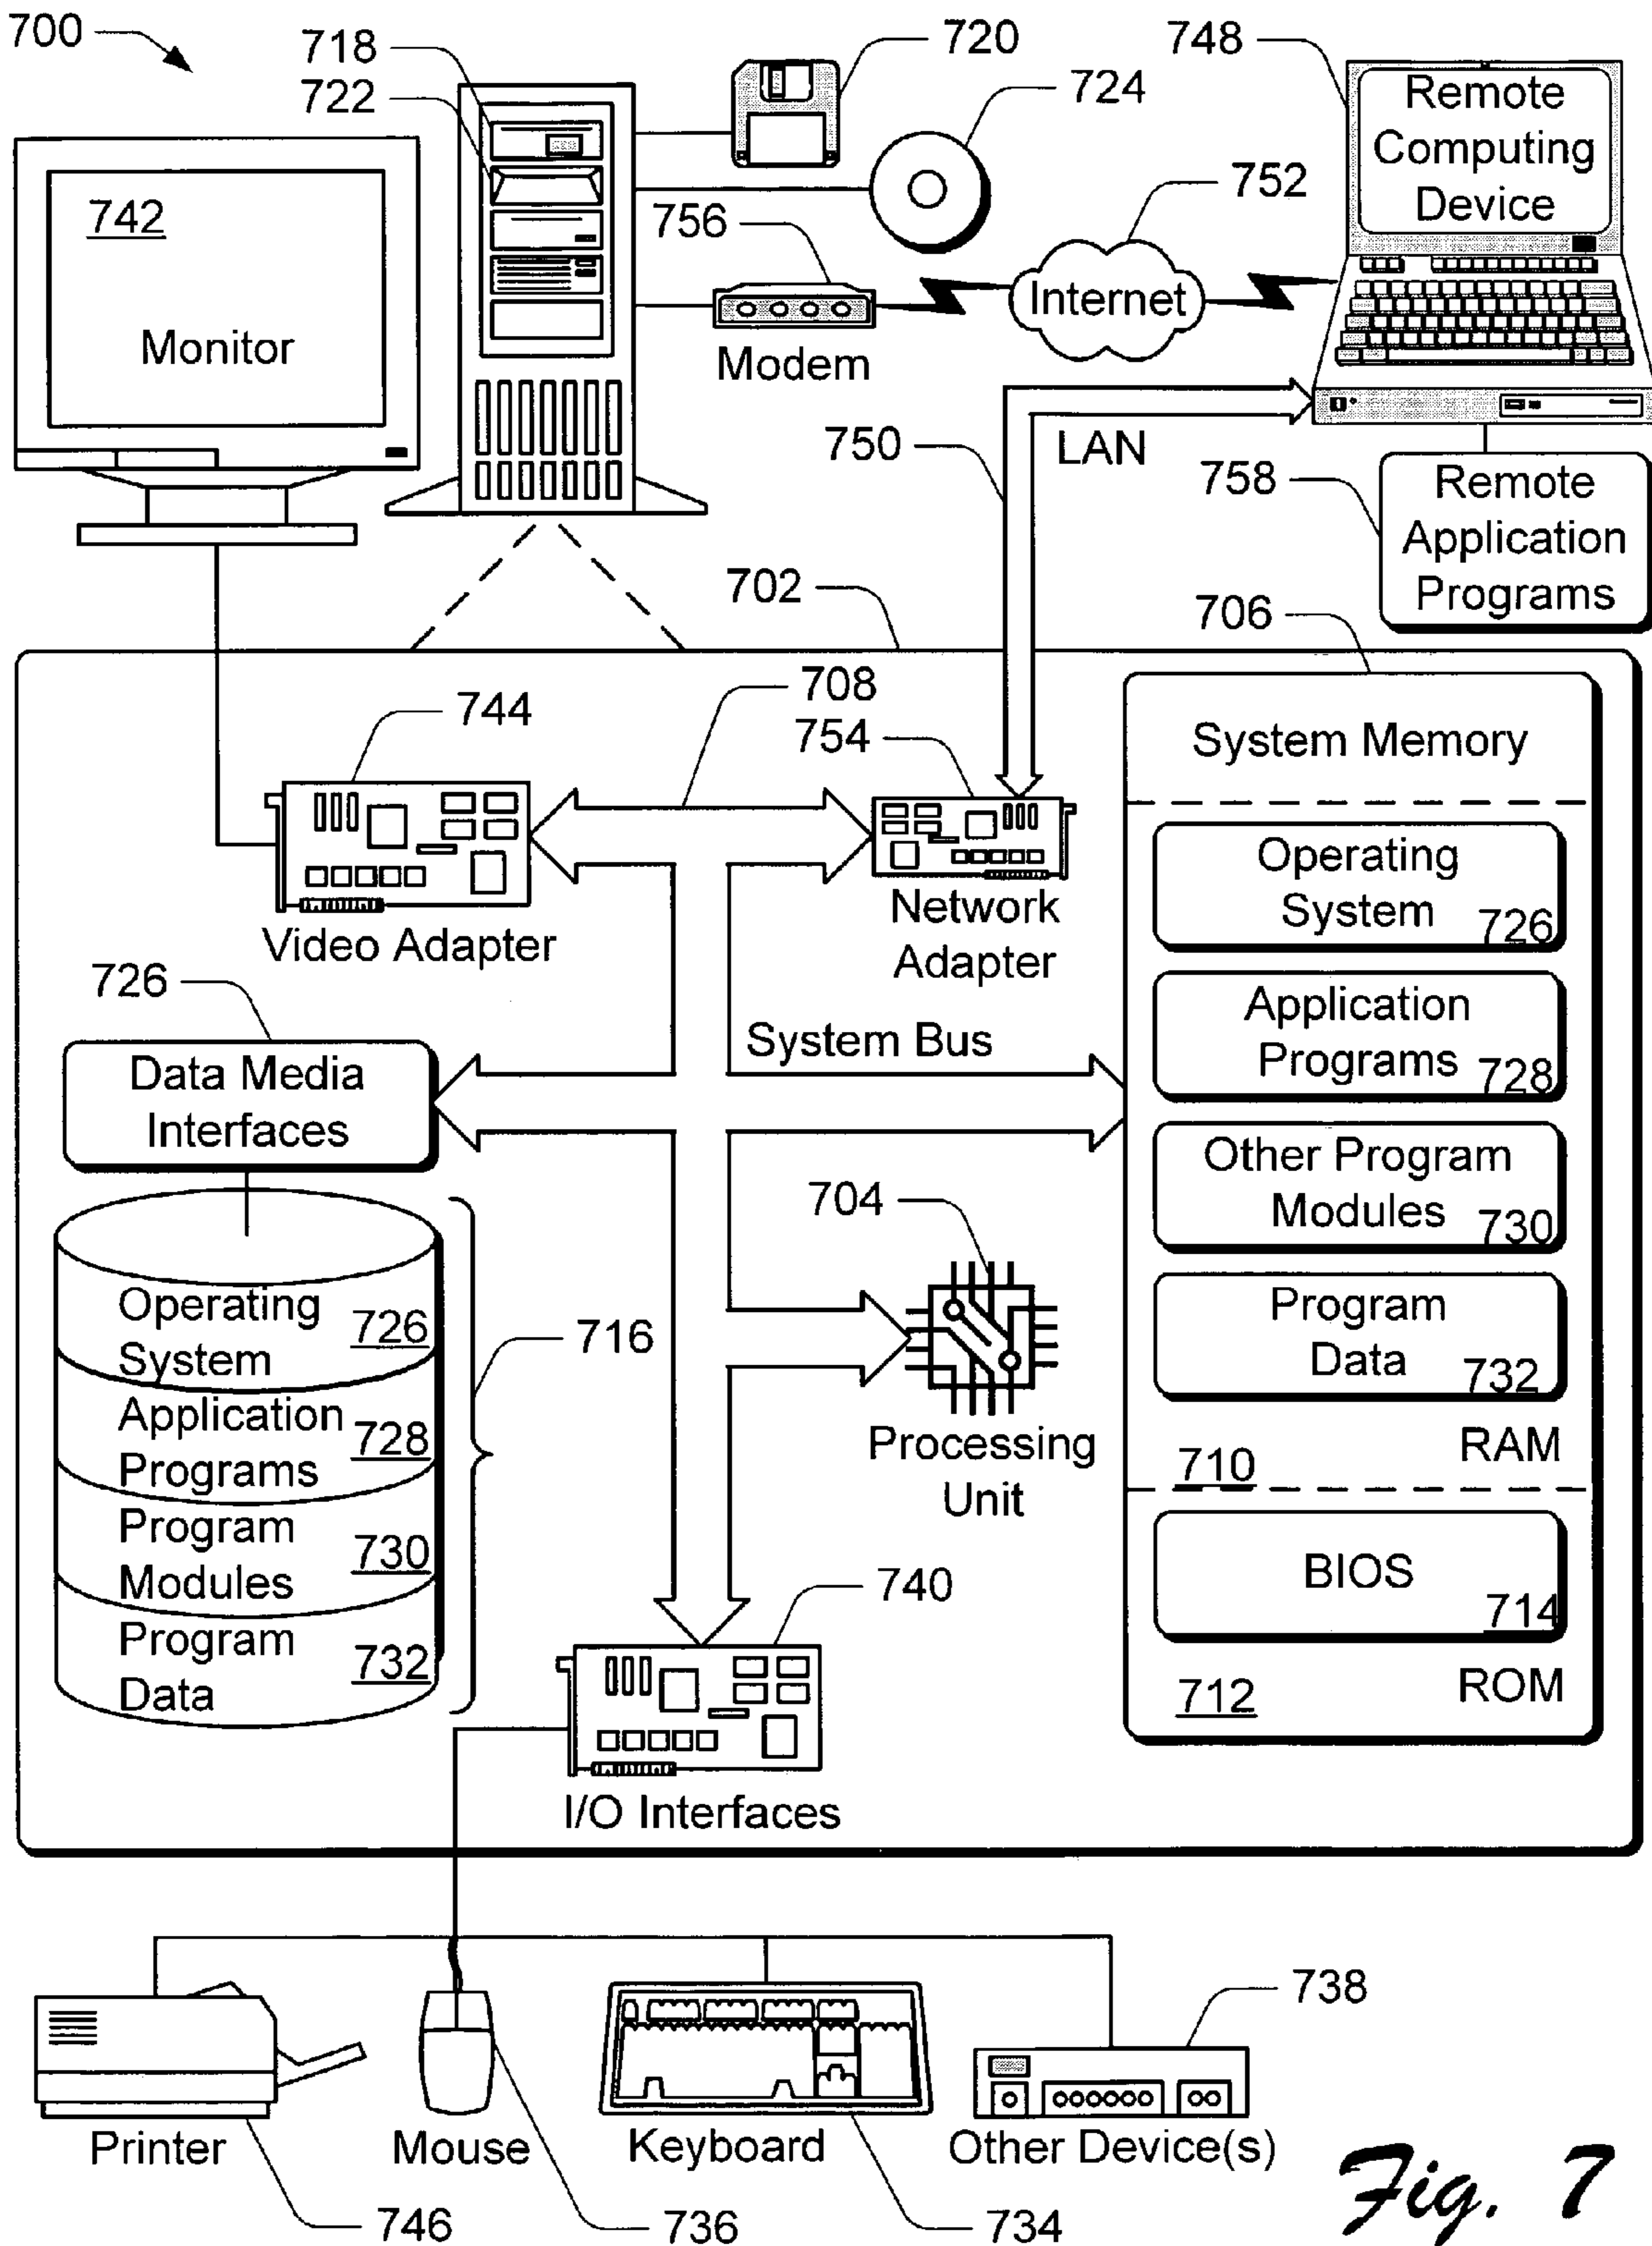 700
718
722
720
724
748
Remote
Computing
Device
742
Monitor
756
Modem
752
Internet
750
LAN
758
Remote
Application
Programs
702
706
708
744
754
Video Adapter
Network
Adapter
System Memory
Operating
System 726
Application
Programs 728
Other Program
Modules 730
Program
Data 732
710 RAM
BIOS
714
712 ROM
726
Data Media
Interfaces
System Bus
Operating
System 726
Application
Programs 728
Program
Modules 730
Program
Data 732
716
704
Processing
Unit
740
I/O Interfaces
738
Printer
Mouse
Keyboard
Other Device(s)
746
736
734
Fig. 7